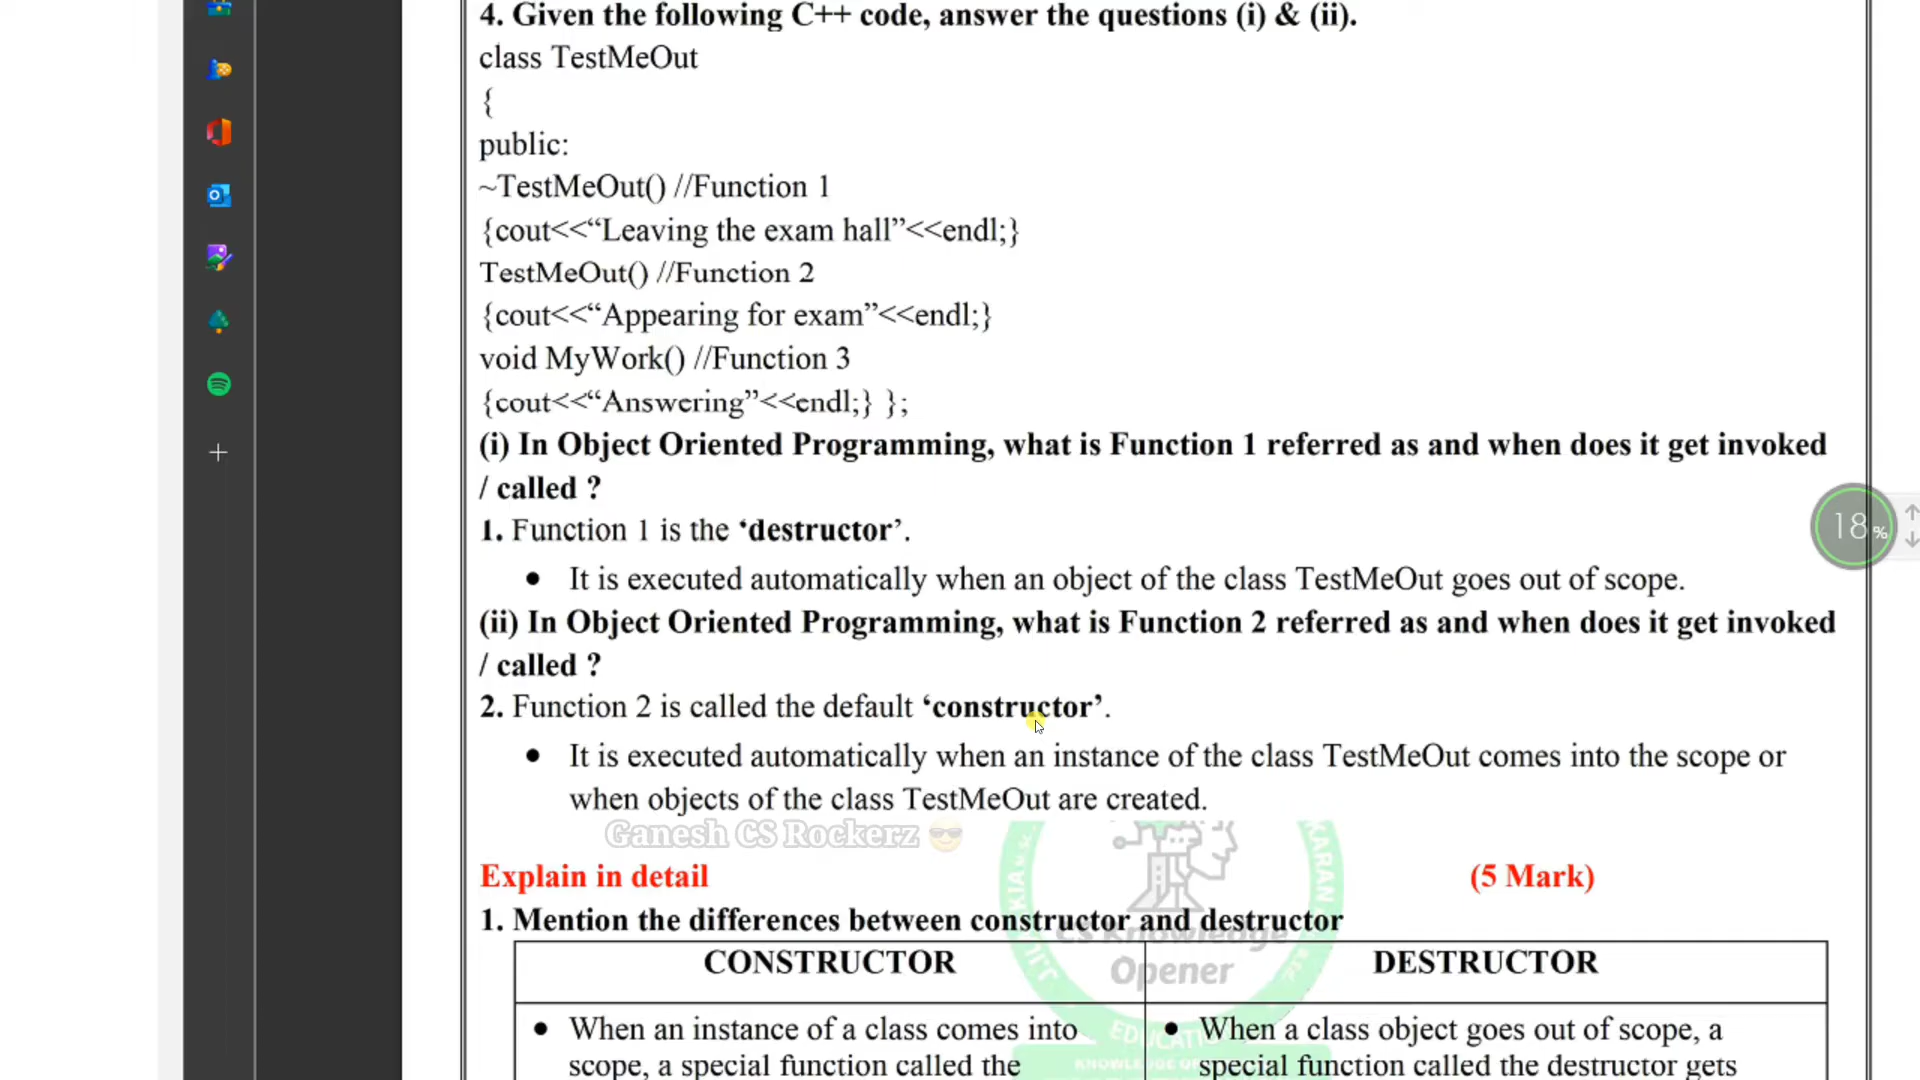 4. Given the following C++ code, answer the questions (i) & (ii).
class TestMeOut
{
public:
~TestMeOut() //Function 1
{cout<<“Leaving the exam hall”<<endl;}
TestMeOut() //Function 2
{cout<<“Appearing for exam”<<endl;}
void MyWork() //Function 3
{cout<<“Answering”<<endl;} };
(i) In Object Oriented Programming, what is Function 1 referred as and when does it get invoked
/ called ?
18%
1. Function 1 is the ‘destructor’.
● It is executed automatically when an object of the class TestMeOut goes out of scope.
(ii) In Object Oriented Programming, what is Function 2 referred as and when does it get invoked
/ called ?
2. Function 2 is called the default ‘constructor’.
● It is executed automatically when an instance of the class TestMeOut comes into the scope or
when objects of the class TestMeOut are created.
Ganesh CS Rockerz 😎
Explain in detail (5 Mark)
1. Mention the differences between constructor and destructor
CS Knowledge
Opener
CONSTRUCTOR
DESTRUCTOR
● When an instance of a class comes into
scope, a special function called the
● When a class object goes out of scope, a
special function called the destructor gets